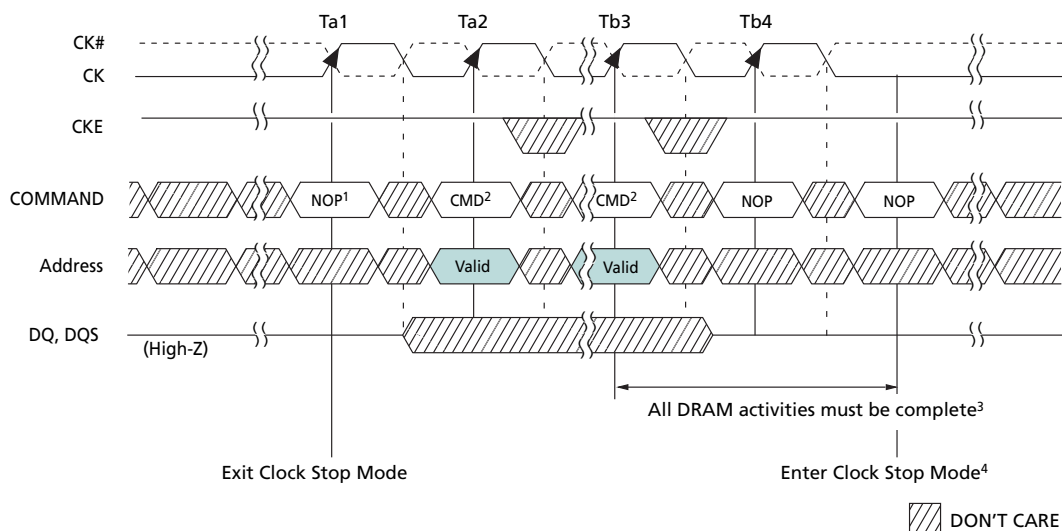 Ta1 Ta2 Tb3 Tb4
CK#
CK
CKE
COMMAND NOP¹ CMD² CMD² NOP NOP
Address Valid Valid
DQ, DQS (High-Z)
All DRAM activities must be complete³
Exit Clock Stop Mode Enter Clock Stop Mode⁴
DON'T CARE